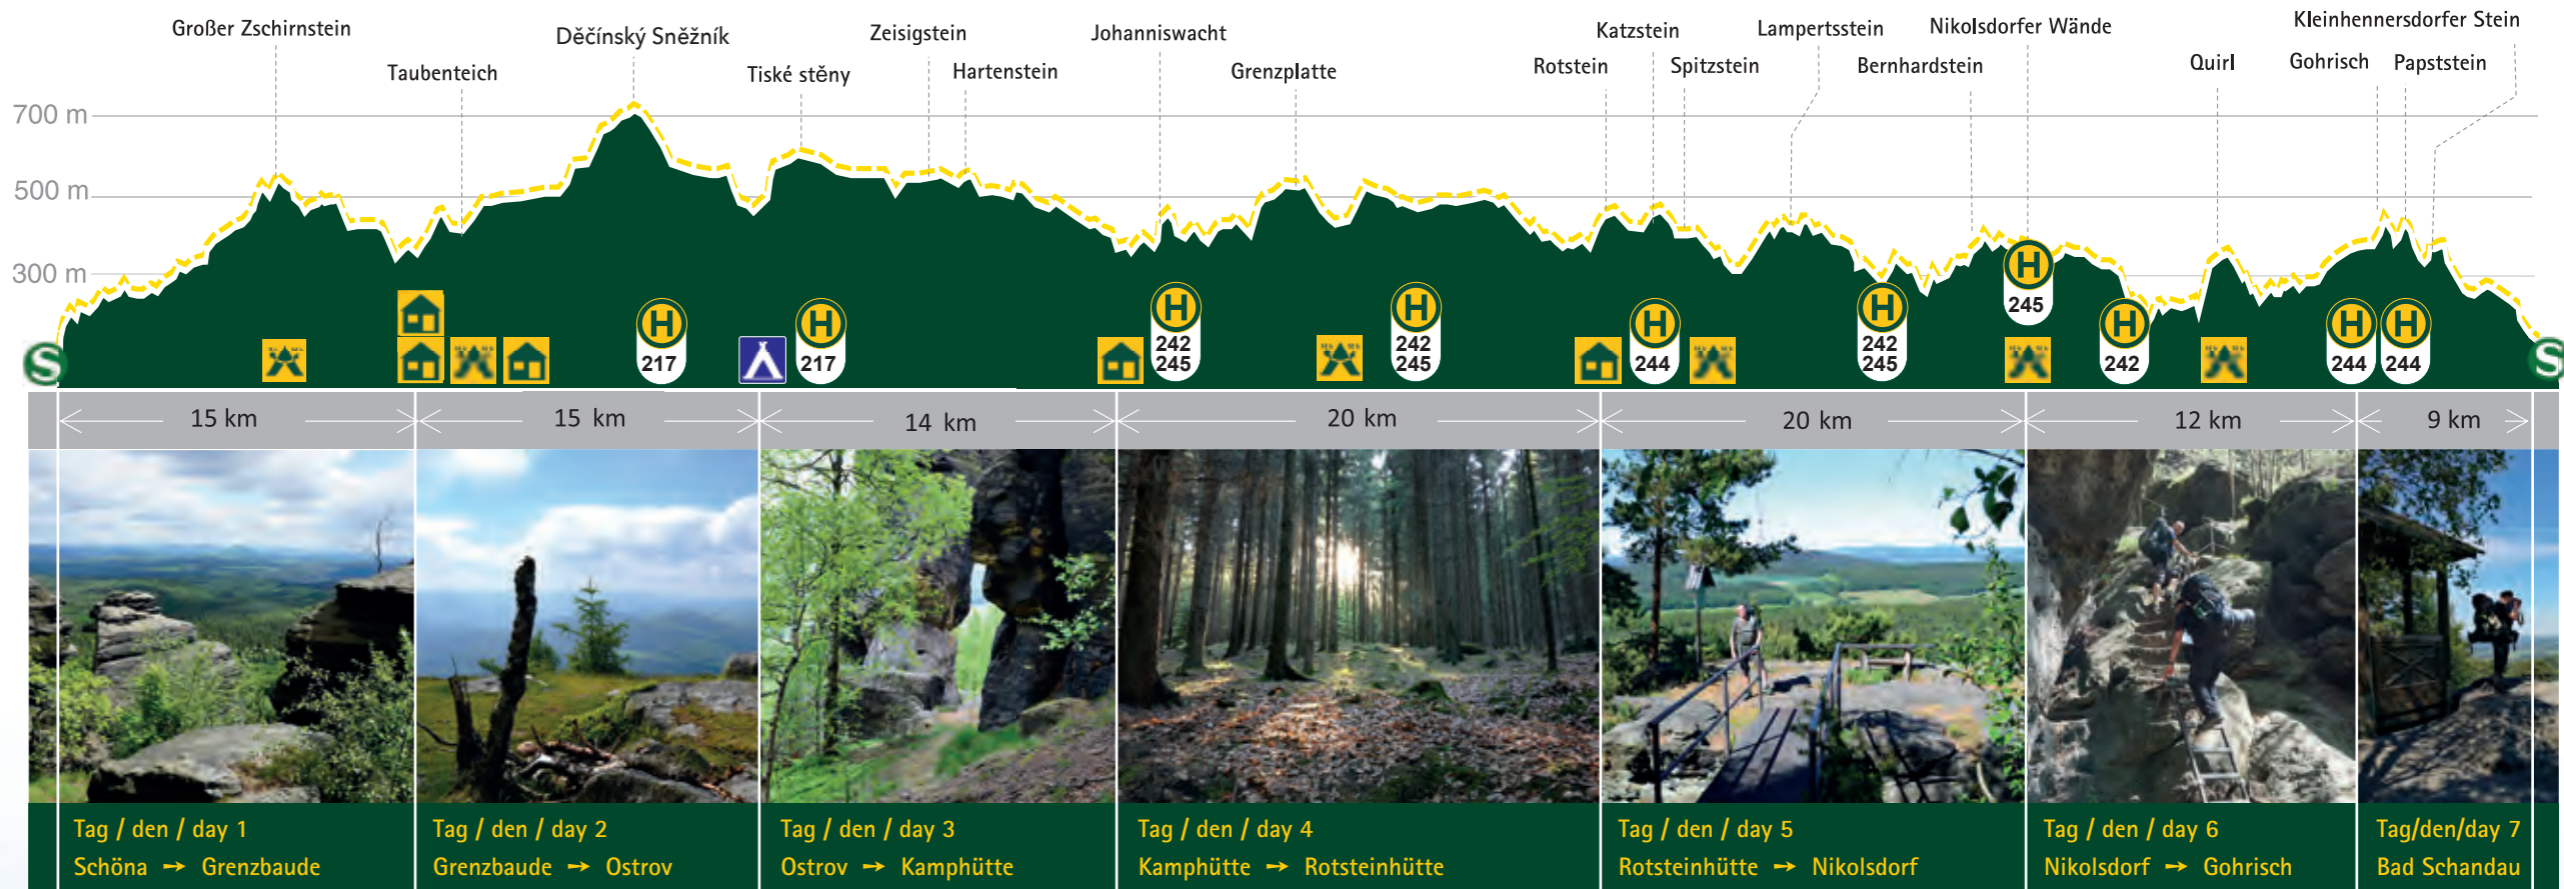 Großer Zschirnstein
Taubenteich
Děčínský Sněžník
Tiské stěny
Zeisigstein
Hartenstein
Johanniswacht
Grenzplatte
Rotstein
Katzstein
Spitzstein
Lampertsstein
Bernhardstein
Nikolsdorfer Wände
Quirl
Gohrisch
Papststein
Kleinhennersdorfer Stein
700 m
500 m
300 m
S
H
217
H
217
H
242
245
H
242
245
H
244
H
242
245
H
245
H
242
H
244
H
244
S
15 km
15 km
14 km
20 km
20 km
12 km
9 km
Tag / den / day 1
Schöna → Grenzbaude
Tag / den / day 2
Grenzbaude → Ostrov
Tag / den / day 3
Ostrov → Kamphütte
Tag / den / day 4
Kamphütte → Rotsteinhütte
Tag / den / day 5
Rotsteinhütte → Nikolsdorf
Tag / den / day 6
Nikolsdorf → Gohrisch
Tag/den/day 7
Bad Schandau